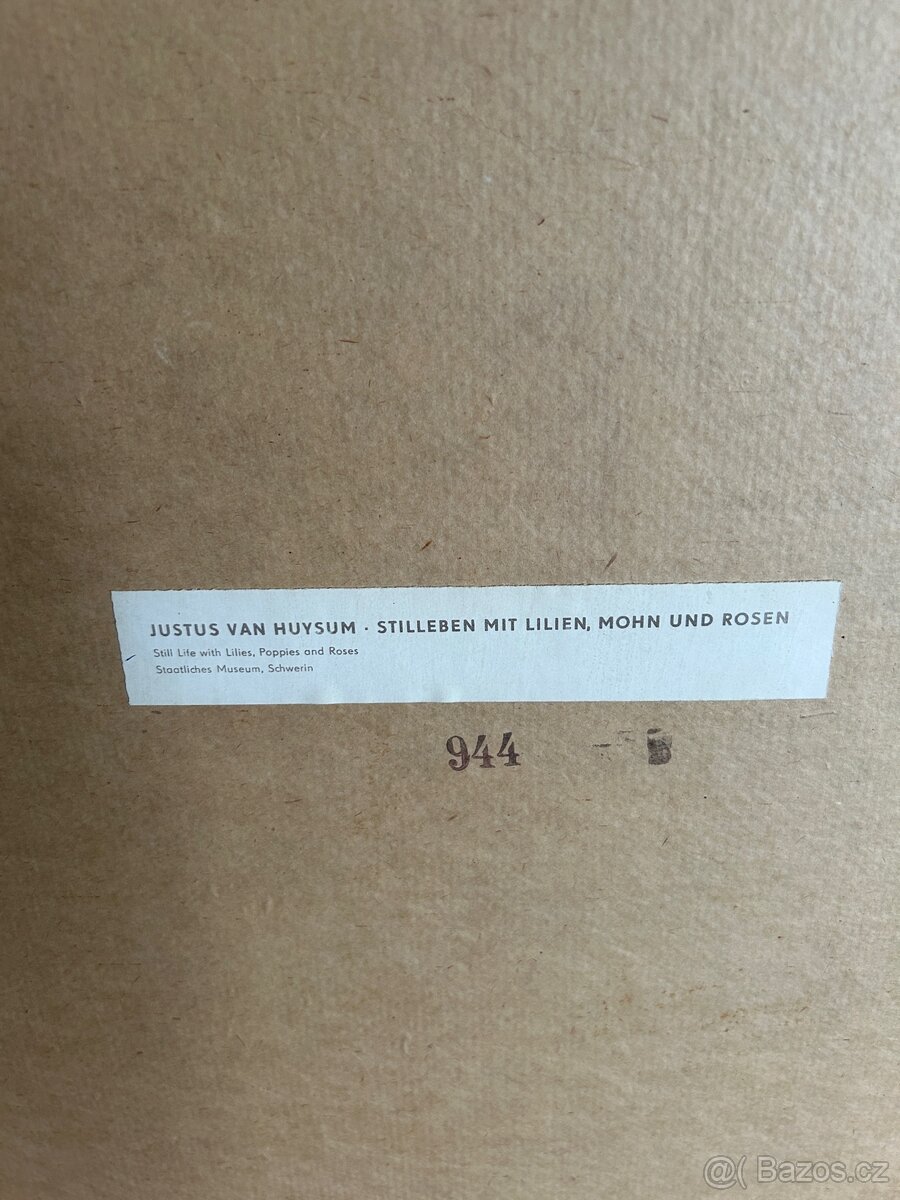 JUSTUS VAN HUYSUM · STILLEBEN MIT LILIEN, MOHN UND ROSEN
Still Life with Lilies, Poppies and Roses
Staatliches Museum, Schwerin
944
@( Bazos.cz